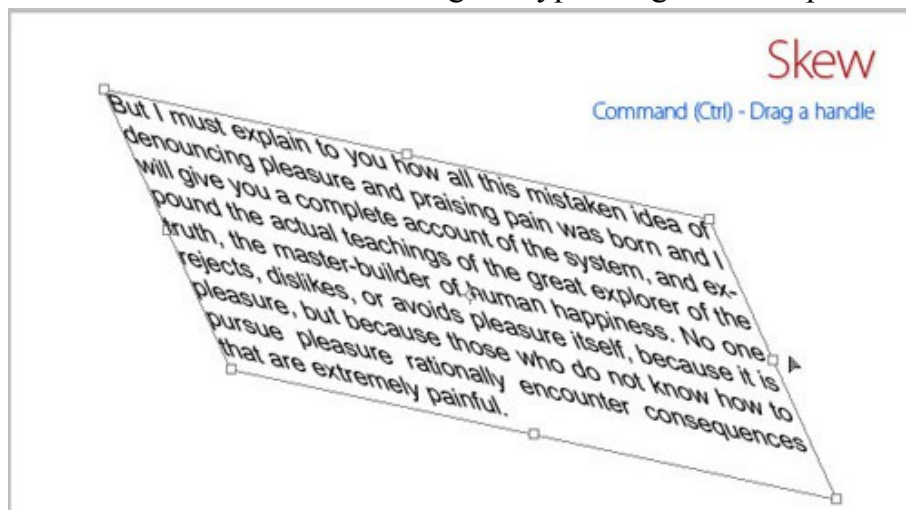 Skew
Command (Ctrl) - Drag a handle
But I must explain to you how all this mistaken idea of
denouncing pleasure and praising pain was born and I
will give you a complete account of the system, and ex-
pound the actual teachings of the great explorer of the
truth, the master-builder of human happiness. No one
rejects, dislikes, or avoids pleasure itself, because it is
pleasure, but because those who do not know how to
pursue pleasure rationally encounter consequences
that are extremely painful.